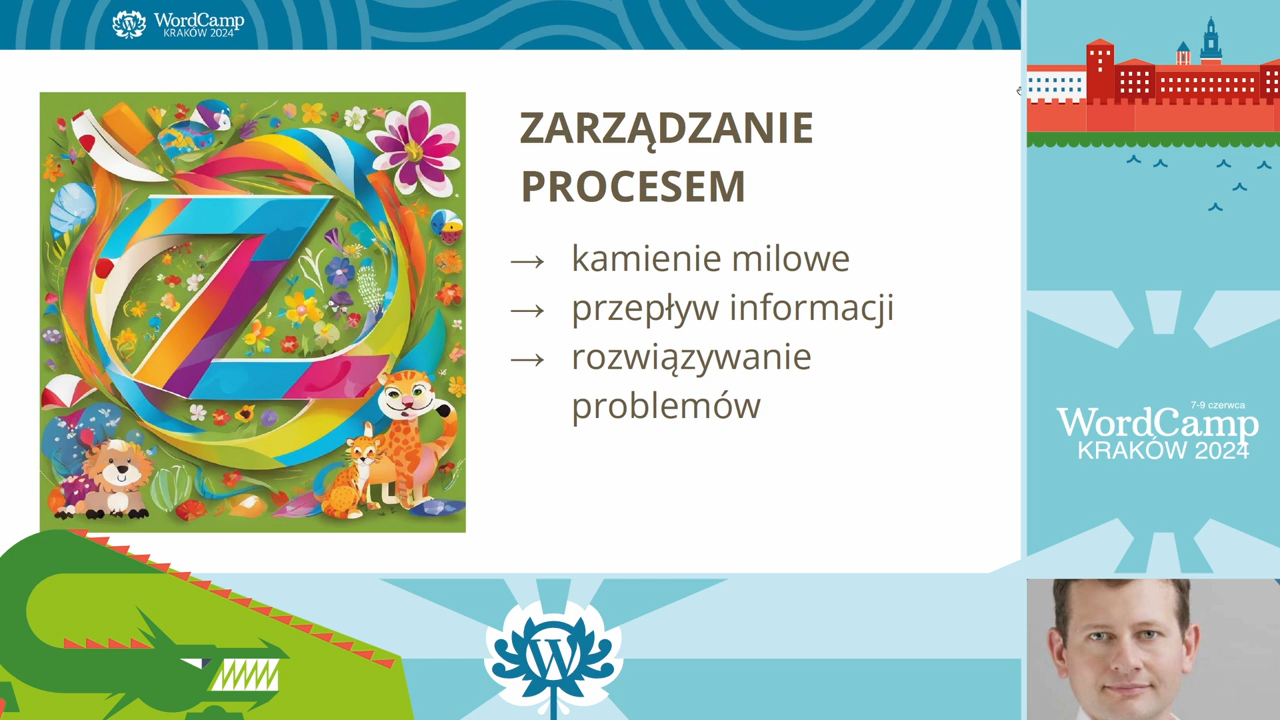 WordCamp
KRAKÓW 2024
ZARZĄDZANIE
PROCESEM
→ kamienie milowe
→ przepływ informacji
→ rozwiązywanie
problemów
Z
7-9 czerwca
WordCamp
KRAKÓW 2024
W